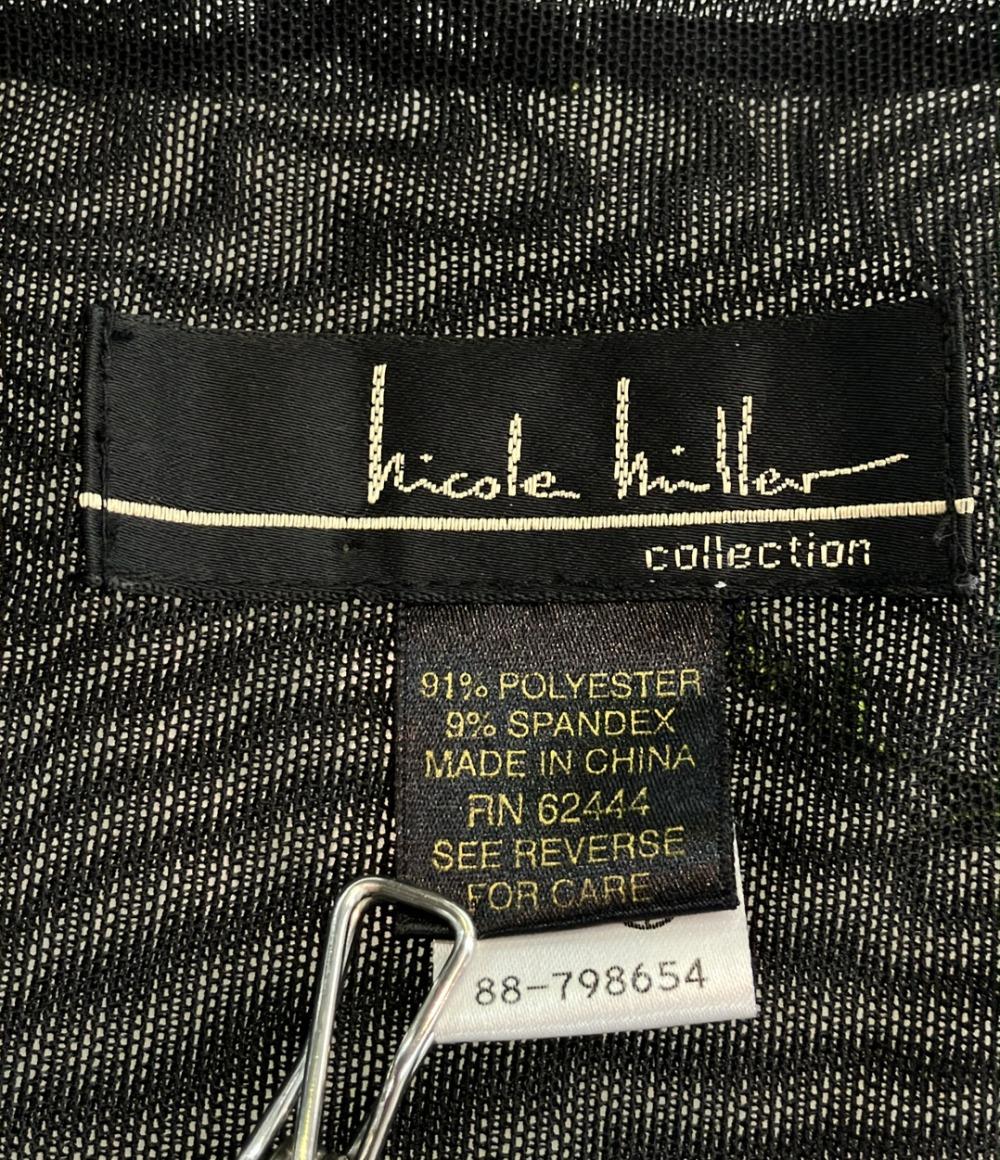 nicole miller
collection
91% POLYESTER
9% SPANDEX
MADE IN CHINA
RN 62444
SEE REVERSE
FOR CARE
88-798654